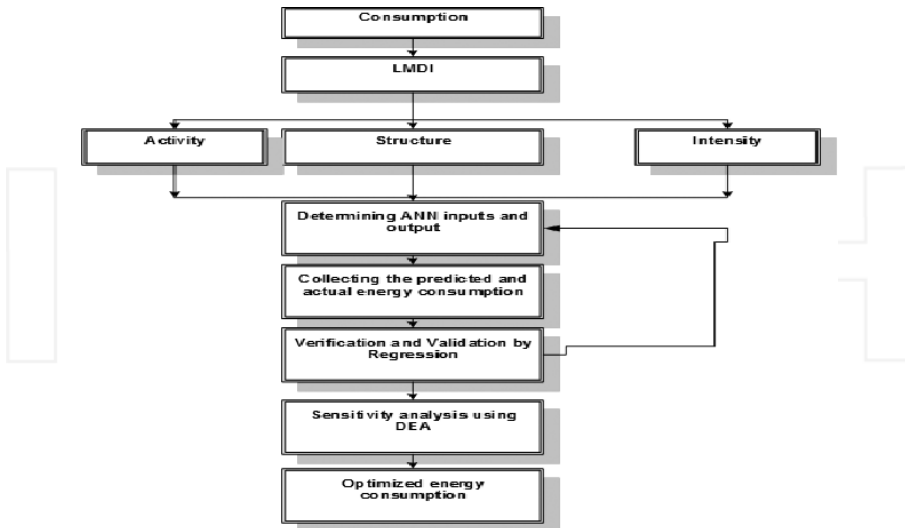 Consumption
LMDI
Activity
Structure
Intensity
Determining ANN inputs and
output
Collecting the predicted and
actual energy consumption
Verification and Validation by
Regression
Sensitivity analysis using
DEA
Optimized energy
consumption